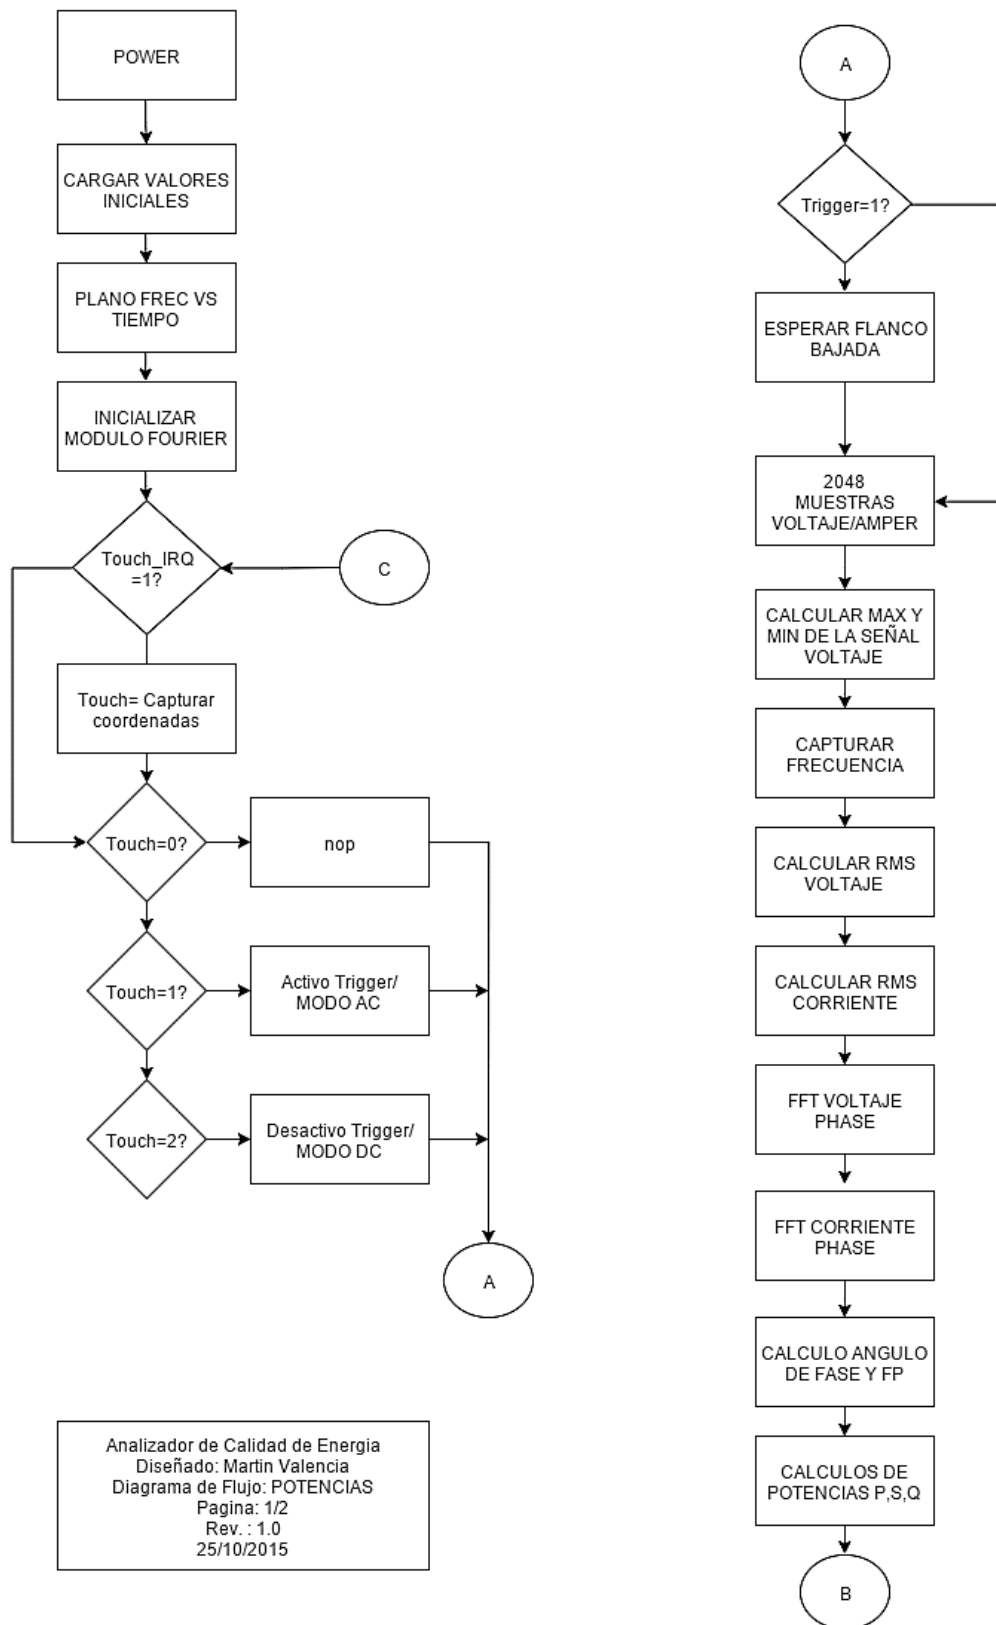 POWER
CARGAR VALORES
INICIALES
PLANO FREC VS
TIEMPO
INICIALIZAR
MODULO FOURIER
Touch_IRQ
=1?
C
Touch= Capturar
coordenadas
Touch=0?
nop
Touch=1?
Activo Trigger/
MODO AC
Touch=2?
Desactivo Trigger/
MODO DC
A
Analizador de Calidad de Energia
Diseñado: Martin Valencia
Diagrama de Flujo: POTENCIAS
Pagina: 1/2
Rev. : 1.0
25/10/2015
A
Trigger=1?
ESPERAR FLANCO
BAJADA
2048
MUESTRAS
VOLTAJE/AMPER
CALCULAR MAX Y
MIN DE LA SEÑAL
VOLTAJE
CAPTURAR
FRECUENCIA
CALCULAR RMS
VOLTAJE
CALCULAR RMS
CORRIENTE
FFT VOLTAJE
PHASE
FFT CORRIENTE
PHASE
CALCULO ANGULO
DE FASE Y FP
CALCULOS DE
POTENCIAS P,S,Q
B